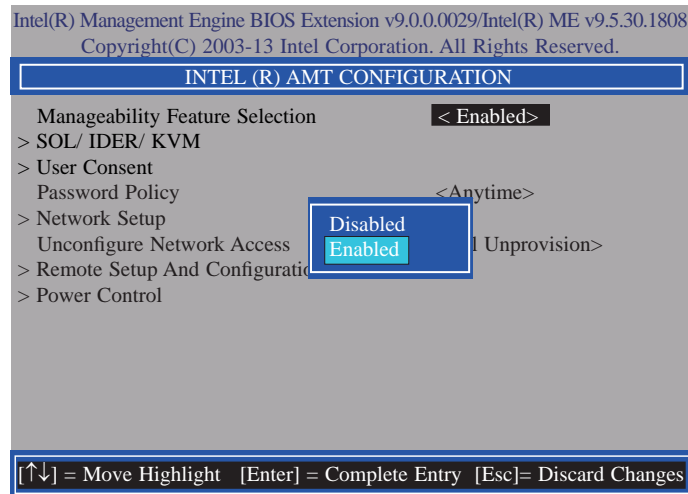 Intel(R) Management Engine BIOS Extension v9.0.0.0029/Intel(R) ME v9.5.30.1808
Copyright(C) 2003-13 Intel Corporation. All Rights Reserved.
INTEL (R) AMT CONFIGURATION
Manageability Feature Selection < Enabled>
> SOL/ IDER/ KVM
> User Consent
Password Policy <Anytime>
> Network Setup
Disabled
Unconfigure Network Access Unprovision>
Enabled
> Remote Setup And
> Power Control
[↑↓] = Move Highlight [Enter] = Complete Entry [Esc]= Discard Changes